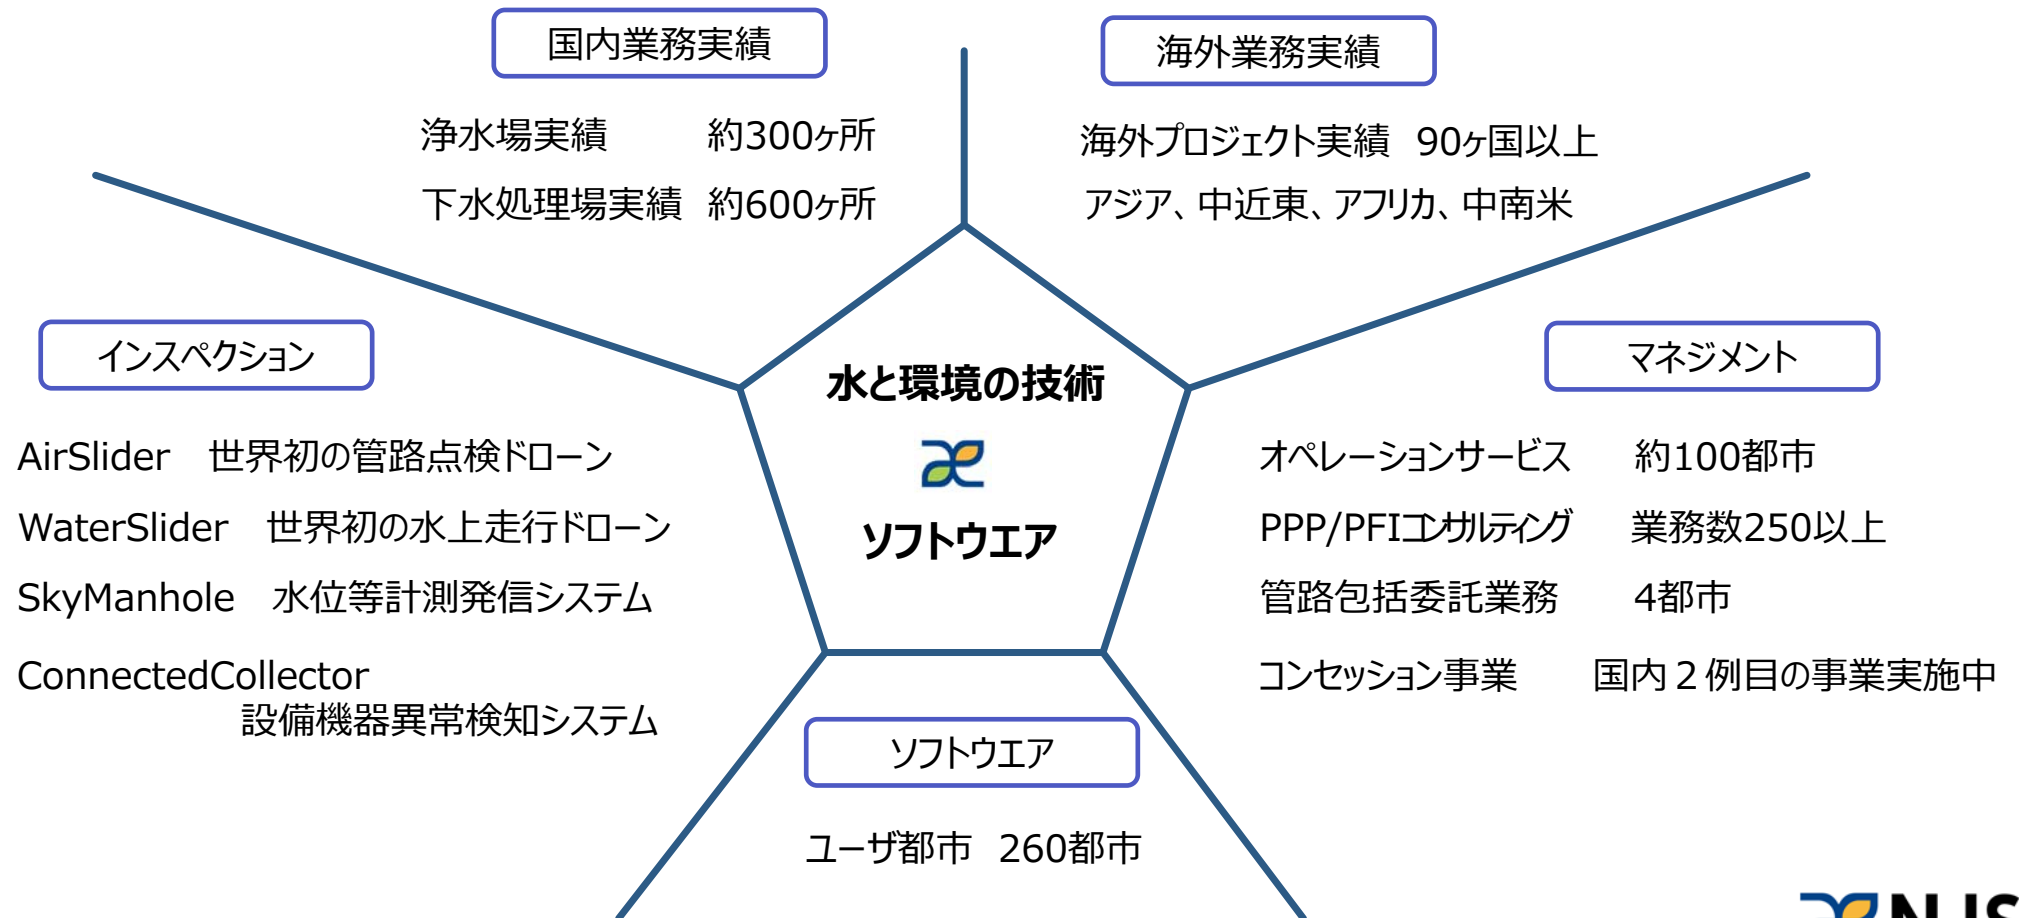 国内業務実績
浄水場実績 約300ヶ所
下水処理場実績 約600ヶ所
海外業務実績
海外プロジェクト実績 90ヶ国以上
アジア、中近東、アフリカ、中南米
インスペクション
AirSlider 世界初の管路点検ドローン
WaterSlider 世界初の水上走行ドローン
SkyManhole 水位等計測発信システム
ConnectedCollector
設備機器異常検知システム
水と環境の技術
ソフトウエア
マネジメント
オペレーションサービス 約100都市
PPP/PFIコンサルティング 業務数250以上
管路包括委託業務 4都市
コンセッション事業 国内２例目の事業実施中
ソフトウエア
ユーザ都市 260都市
NJS